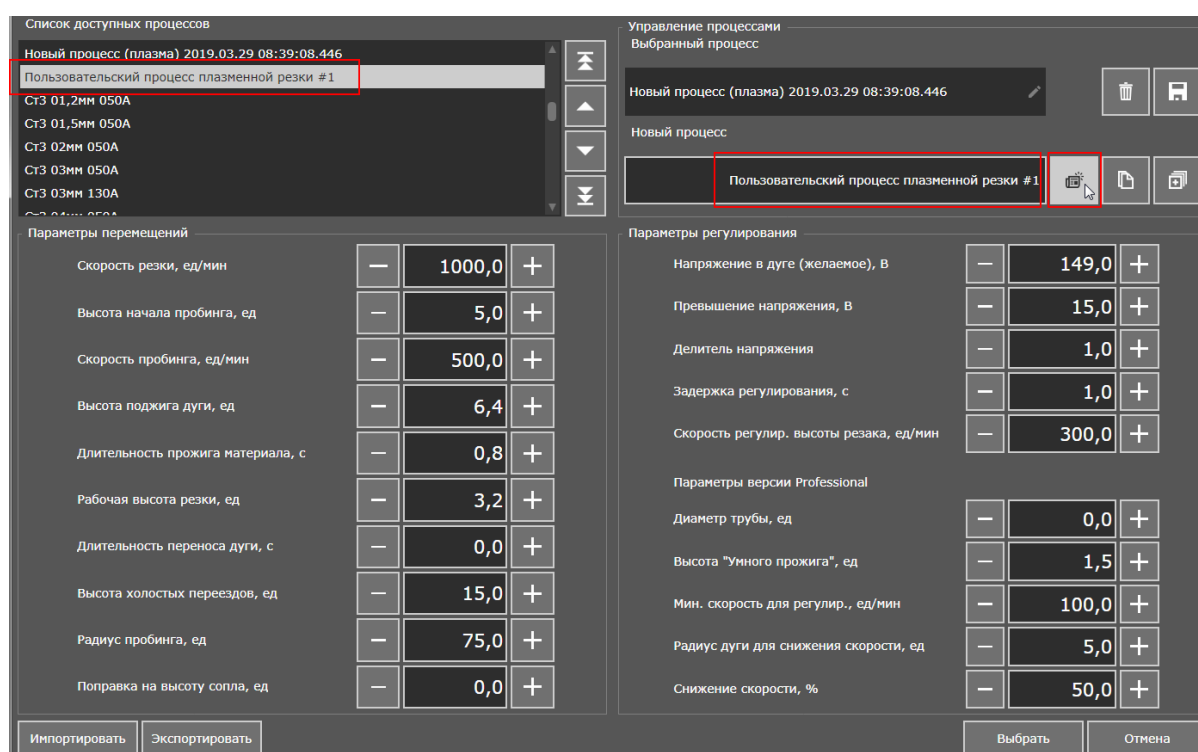 Список доступных процессов
Новый процесс (плазма) 2019.03.29 08:39:08.446
Пользовательский процесс плазменной резки #1
Ст3 01,2мм 050А
Ст3 01,5мм 050А
Ст3 02мм 050А
Ст3 03мм 050А
Ст3 03мм 130А
Управление процессами
Выбранный процесс
Новый процесс (плазма) 2019.03.29 08:39:08.446
Новый процесс
Пользовательский процесс плазменной резки #1
Параметры перемещений
Скорость резки, ед/мин 1000,0
Высота начала пробинга, ед 5,0
Скорость пробинга, ед/мин 500,0
Высота поджига дуги, ед 6,4
Длительность прожига материала, с 0,8
Рабочая высота резки, ед 3,2
Длительность переноса дуги, с 0,0
Высота холостых переездов, ед 15,0
Радиус пробинга, ед 75,0
Поправка на высоту сопла, ед 0,0
Параметры регулирования
Напряжение в дуге (желаемое), В 149,0
Превышение напряжения, В 15,0
Делитель напряжения 1,0
Задержка регулирования, с 1,0
Скорость регулир. высоты резака, ед/мин 300,0
Параметры версии Professional
Диаметр трубы, ед 0,0
Высота "Умного прожига", ед 1,5
Мин. скорость для регулир., ед/мин 100,0
Радиус дуги для снижения скорости, ед 5,0
Снижение скорости, % 50,0
Импортировать Экспортировать Выбрать Отмена